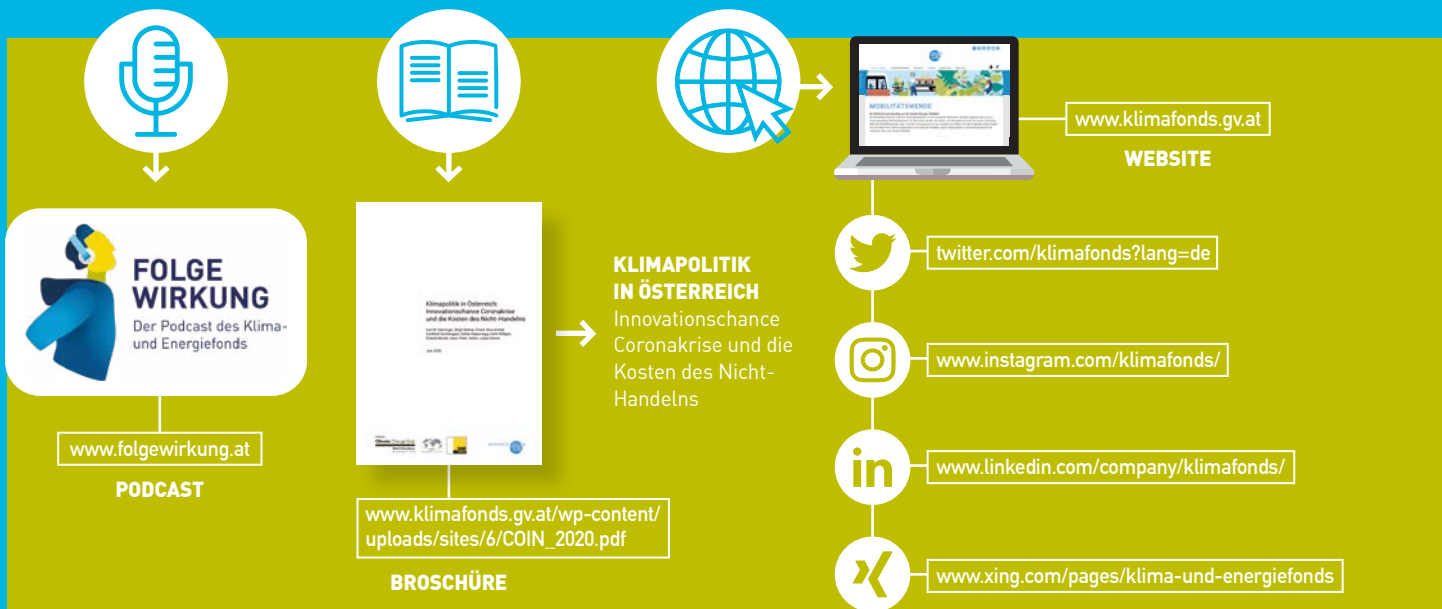 FOLGE
WIRKUNG
Der Podcast des Klima-
und Energiefonds
www.folgewirkung.at
PODCAST
Klimapolitik in Österreich:
Innovationschance Coronakrise
und die Kosten des Nicht-Handelns
www.klimafonds.gv.at/wp-content/
uploads/sites/6/COIN_2020.pdf
BROSCHÜRE
KLIMAPOLITIK
IN ÖSTERREICH
Innovationschance
Coronakrise und die
Kosten des Nicht-
Handelns
MOBILITÄTSWENDE
www.klimafonds.gv.at
WEBSITE
twitter.com/klimafonds?lang=de
www.instagram.com/klimafonds/
in
www.linkedin.com/company/klimafonds/
www.xing.com/pages/klima-und-energiefonds